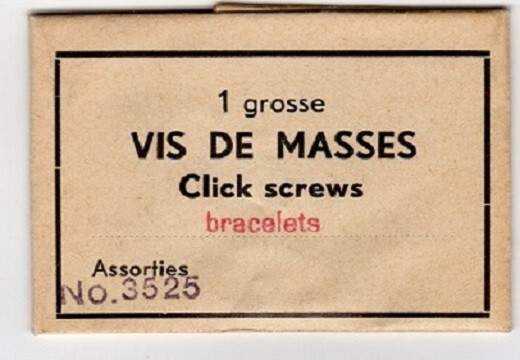 1 grosse
VIS DE MASSES
Click screws
bracelets
Assorties
No.3525